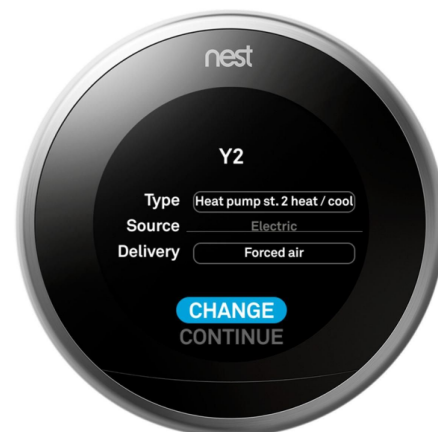 nest
Y2
Type Heat pump st. 2 heat / cool
Source Electric
Delivery Forced air
CHANGE
CONTINUE